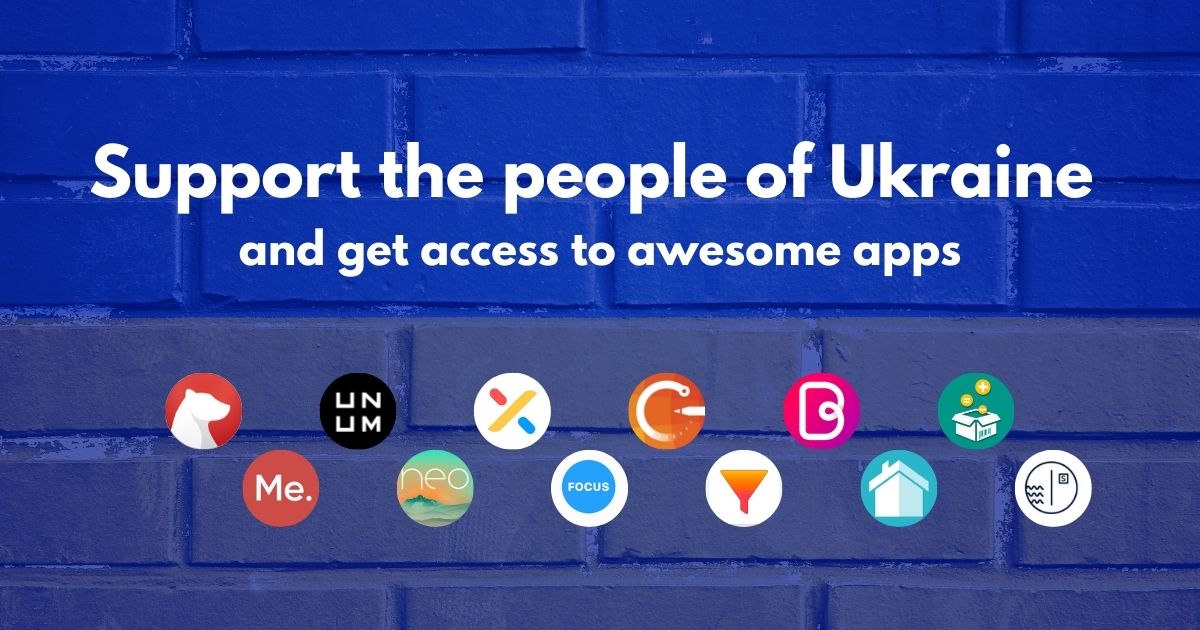 Support the people of Ukraine
and get access to awesome apps
UN
UM
Me.
neo
FOCUS
S